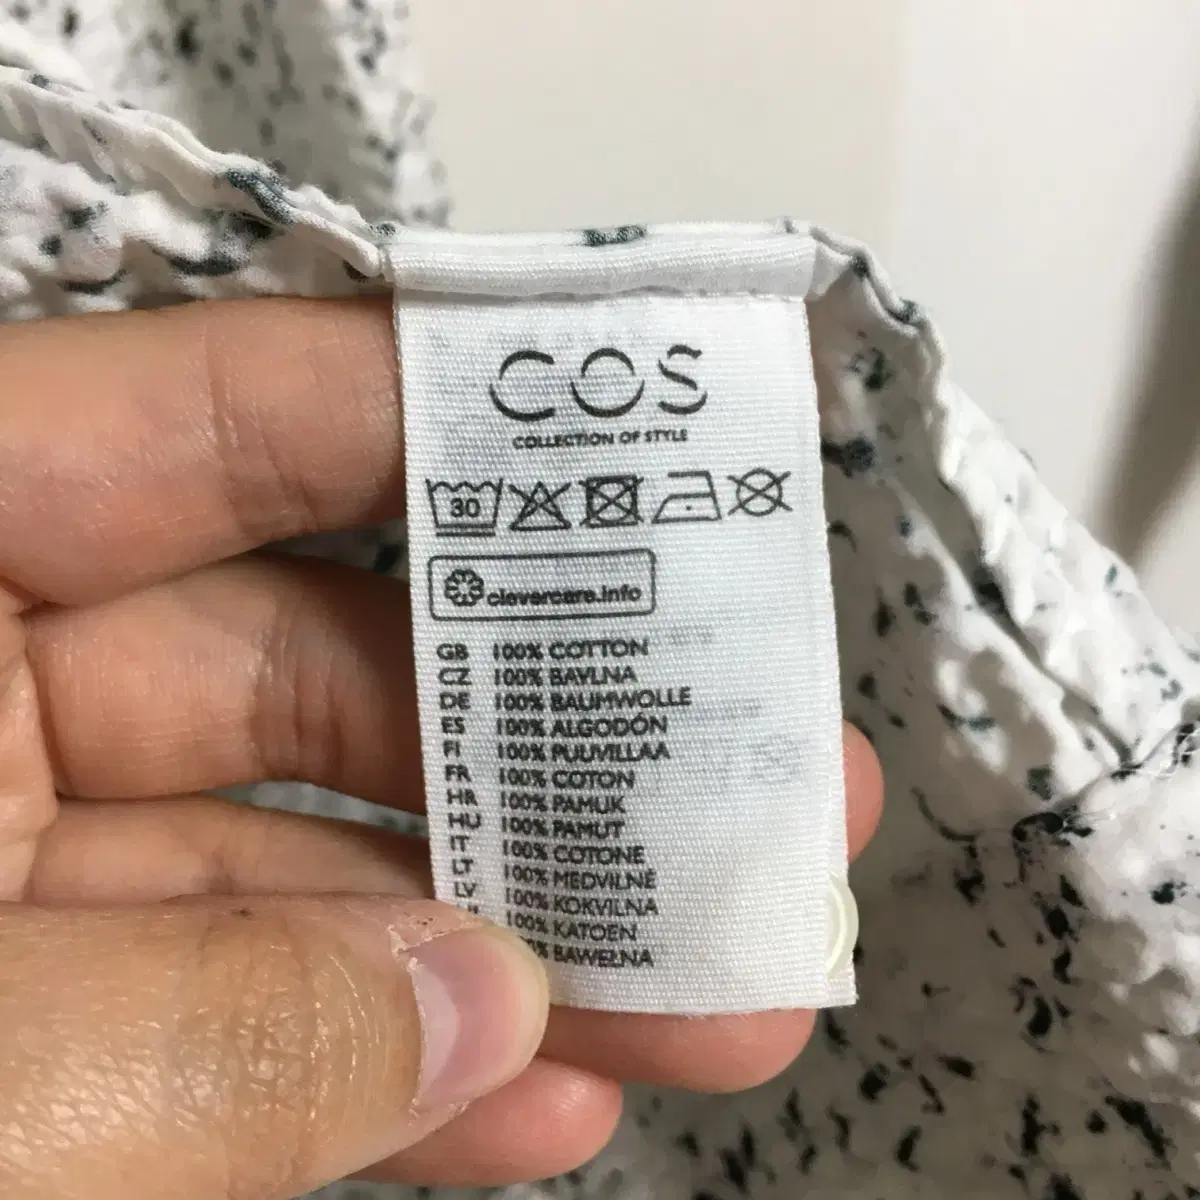 COS
COLLECTION OF STYLE
30
clevercare.info
GB 100% COTTON
CZ 100% BAVLNA
DE 100% BAUMWOLLE
ES 100% ALGODÓN
FI 100% PUUVILLAA
FR 100% COTON
HR 100% PAMUK
HU 100% PAMUT
IT 100% COTONE
LT 100% MEDVILNĖ
LV 100% KOKVILNA
100% KATOEN
% BAWEŁNA